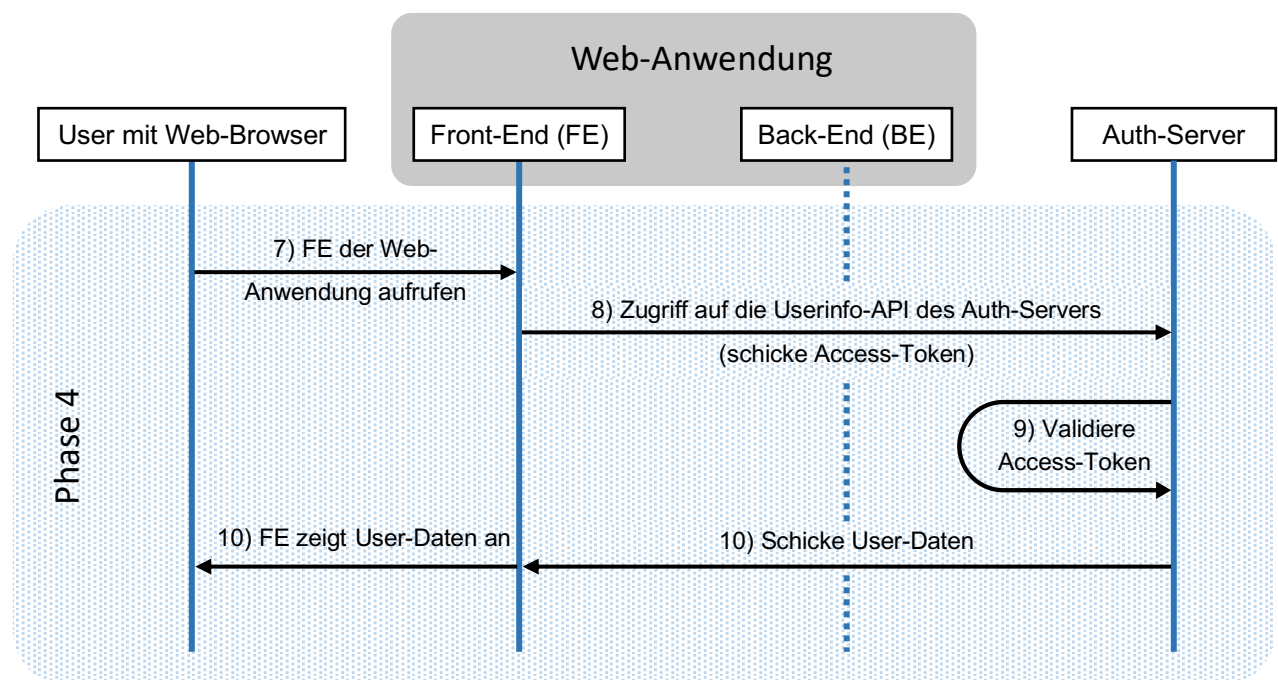 Web-Anwendung
User mit Web-Browser
Front-End (FE)
Back-End (BE)
Auth-Server
7) FE der Web-
Anwendung aufrufen
8) Zugriff auf die Userinfo-API des Auth-Servers
(schicke Access-Token)
Phase 4
9) Validiere
Access-Token
10) FE zeigt User-Daten an
10) Schicke User-Daten